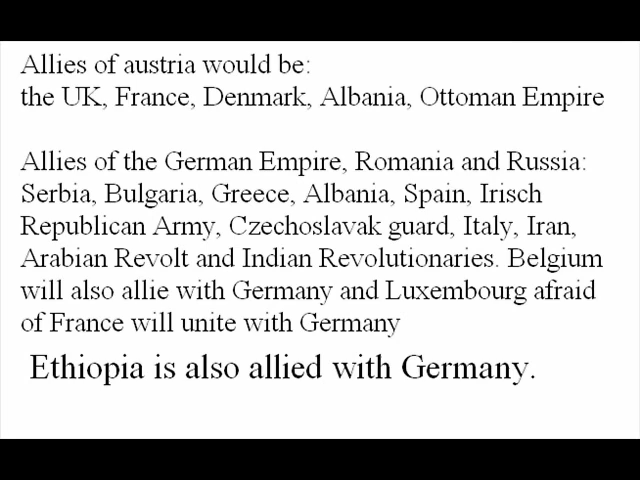 Allies of austria would be:
the UK, France, Denmark, Albania, Ottoman Empire
Allies of the German Empire, Romania and Russia:
Serbia, Bulgaria, Greece, Albania, Spain, Irisch
Republican Army, Czechoslavak guard, Italy, Iran,
Arabian Revolt and Indian Revolutionaries. Belgium
will also allie with Germany and Luxembourg afraid
of France will unite with Germany
Ethiopia is also allied with Germany.